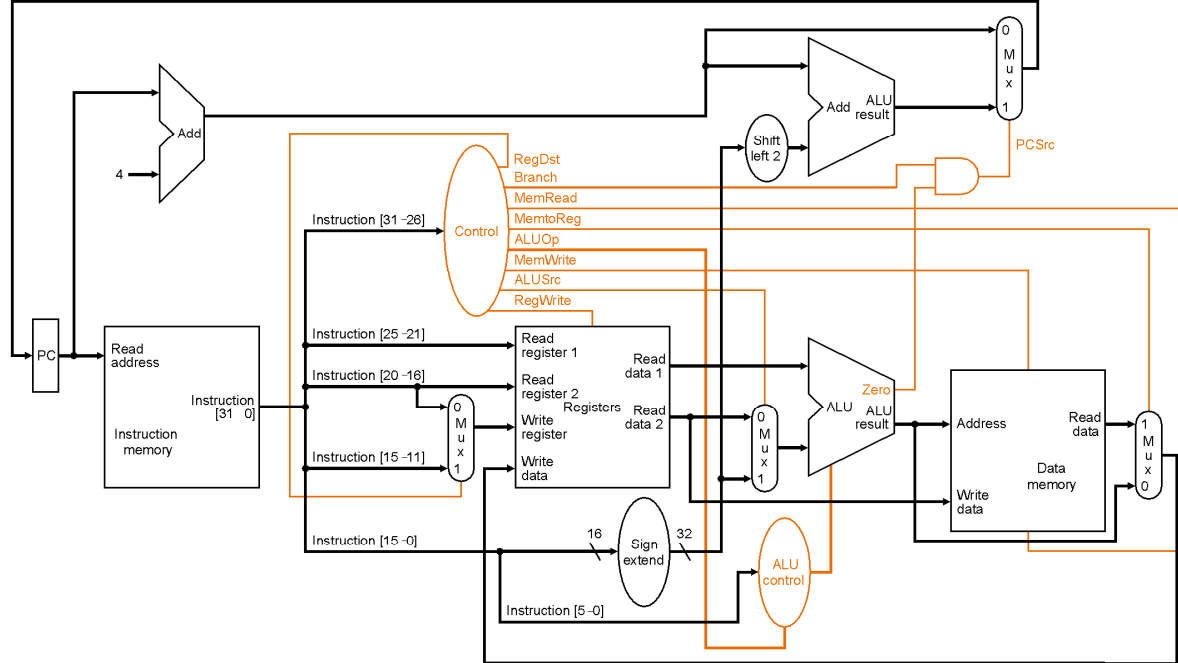 0
M
u
x
1
Add
ALU
result
Add
4
Shift
left 2
PCSrc
RegDst
Branch
MemRead
MemtoReg
ALUOp
MemWrite
ALUSrc
RegWrite
Control
Instruction [31–26]
Instruction [25–21]
Instruction [20–16]
Instruction [15–11]
Instruction [15–0]
Instruction [5–0]
PC
Read
address
Instruction
[31 0]
Instruction
memory
0
M
u
x
1
Read
register 1
Read
register 2
Write
register
Write
data
Registers
Read
data 1
Read
data 2
0
M
u
x
1
Zero
ALU
ALU
result
Address
Write
data
Read
data
Data
memory
1
M
u
x
0
16
Sign
extend
32
ALU
control